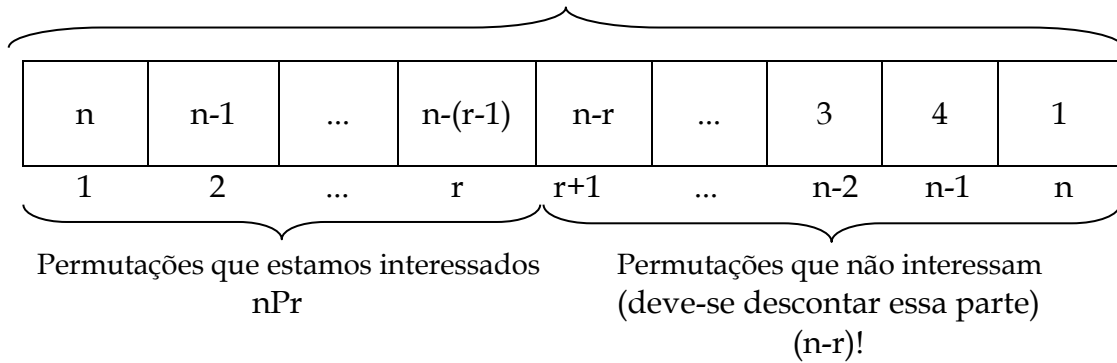 n n-1 ... n-(r-1) n-r ... 3 4 1
1 2 ... r r+1 ... n-2 n-1 n
Permutações que estamos interessados
nPr
Permutações que não interessam
(deve-se descontar essa parte)
(n-r)!